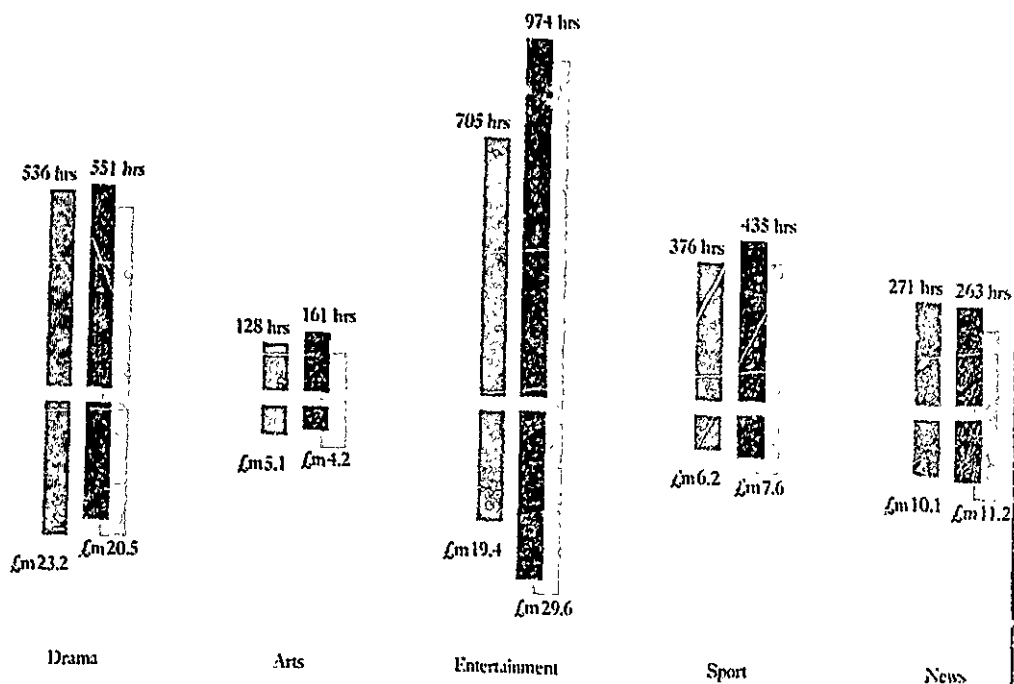 974 hrs
705 hrs
536 hrs 551 hrs
376 hrs 435 hrs
271 hrs 263 hrs
128 hrs 161 hrs
£m5.1 £m4.2
£m6.2 £m7.6
£m10.1 £m11.2
£m23.2 £m20.5
£m19.4
£m29.6
Drama Arts Entertainment Sport News